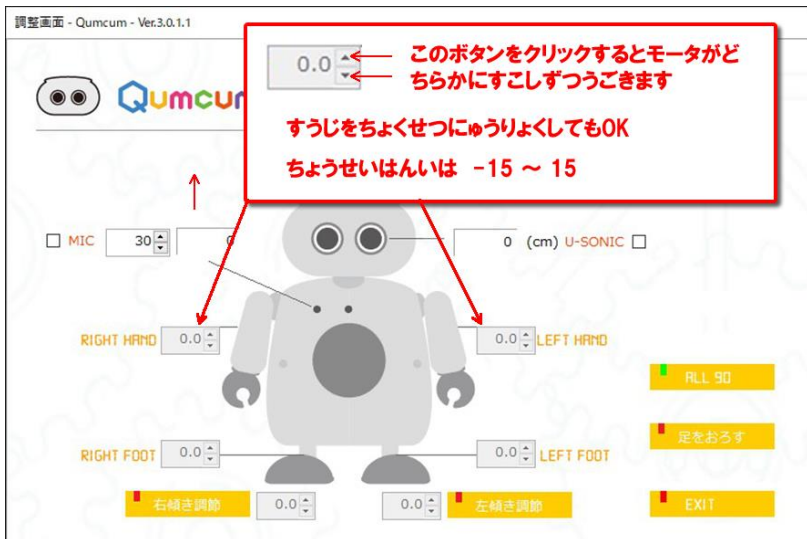 調整画面 - Qumcum - Ver.3.0.1.1
0.0
このボタンをクリックするとモータがど
ちらかにすこしずつうごきます
Qumcum
すうじをちょくせつにゅうりょくしてもOK
ちょうせいはんいは -15 ～ 15
MIC 30 0
0 (cm) U-SONIC
RIGHT HAND 0.0
0.0 LEFT HAND
ALL 90
足をおろす
RIGHT FOOT 0.0
0.0 LEFT FOOT
右傾き調節 0.0
0.0 左傾き調節
EXIT